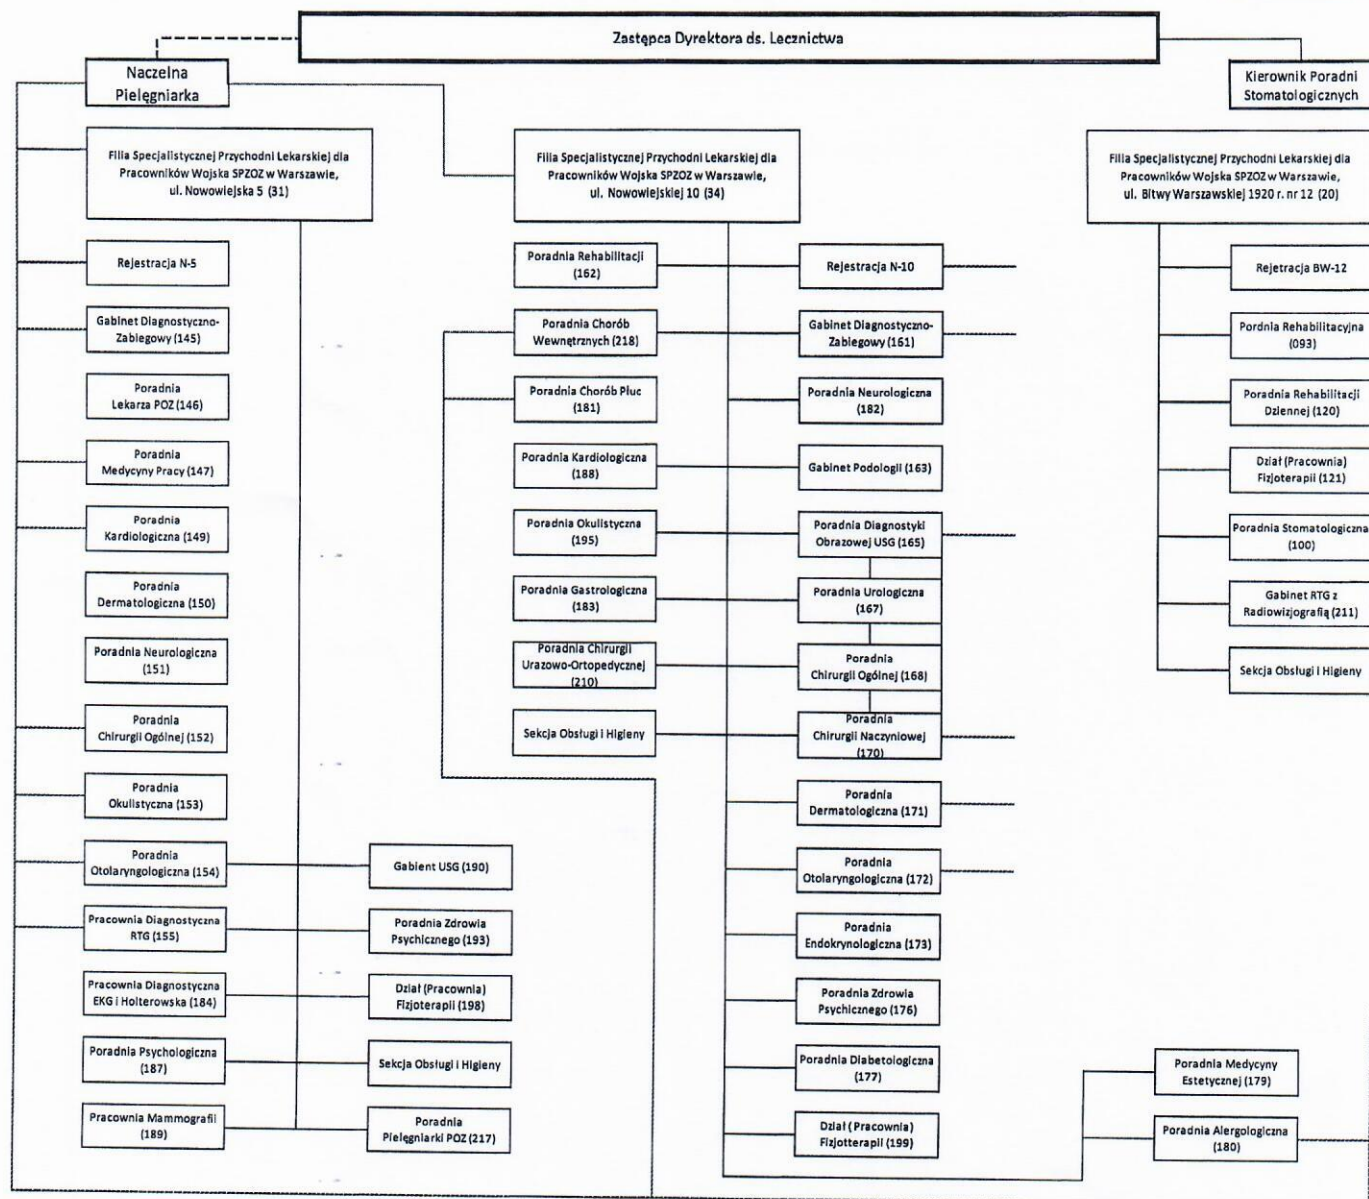 Zastępca Dyrektora ds. Lecznictwa
Naczelna
Pielęgniarka
Kierownik Poradni
Stomatologicznych
Filia Specjalistycznej Przychodni Lekarskiej dla
Pracowników Wojska SPZOZ w Warszawie,
ul. Nowowiejska 5 (31)
Filia Specjalistycznej Przychodni Lekarskiej dla
Pracowników Wojska SPZOZ w Warszawie,
ul. Nowowiejskiej 10 (34)
Filia Specjalistycznej Przychodni Lekarskiej dla
Pracowników Wojska SPZOZ w Warszawie,
ul. Bitwy Warszawskiej 1920 r. nr 12 (20)
Rejestracja N-5
Gabinet Diagnostyczno-
Zabiegowy (145)
Poradnia
Lekarza POZ (146)
Poradnia
Medycyny Pracy (147)
Poradnia
Kardiologiczna (149)
Poradnia
Dermatologiczna (150)
Poradnia Neurologiczna
(151)
Poradnia
Chirurgii Ogólnej (152)
Poradnia
Okulistyczna (153)
Poradnia
Otolaryngologiczna (154)
Pracownia Diagnostyczna
RTG (155)
Pracownia Diagnostyczna
EKG i Holterowska (184)
Poradnia Psychologiczna
(187)
Pracownia Mammografii
(189)
Gabient USG (190)
Poradnia Zdrowia
Psychicznego (193)
Dział (Pracownia)
Fizjoterapii (198)
Sekcja Obsługi i Higieny
Poradnia
Pielęgniarki POZ (217)
Poradnia Rehabilitacji
(162)
Poradnia Chorób
Wewnętrznych (218)
Poradnia Chorób Płuc
(181)
Poradnia Kardiologiczna
(188)
Poradnia Okulistyczna
(195)
Poradnia Gastrologiczna
(183)
Poradnia Chirurgii
Urazowo-Ortopedycznej
(210)
Sekcja Obsługi i Higieny
Rejestracja N-10
Gabinet Diagnostyczno-
Zabiegowy (161)
Poradnia Neurologiczna
(182)
Gabinet Podologii (163)
Poradnia Diagnostyki
Obrazowej USG (165)
Poradnia Urologiczna
(167)
Poradnia
Chirurgii Ogólnej (168)
Poradnia
Chirurgii Naczyniowej
(170)
Poradnia
Dermatologiczna (171)
Poradnia
Otolaryngologiczna (172)
Poradnia
Endokrynologiczna (173)
Poradnia Zdrowia
Psychicznego (176)
Poradnia Diabetologiczna
(177)
Dział ( Pracownia)
Fizjotterapii (199)
Rejetracja BW-12
Pordnia Rehabilitacyjna
(093)
Poradnia Rehabilitacji
Dziennej (120)
Dział (Pracownia)
Fizjoterapii (121)
Poradnia Stomatologiczna
(100)
Gabinet RTG z
Radiowizjografią (211)
Sekcja Obsługi i Higieny
Poradnia Medycyny
Estetycznej (179)
Poradnia Alergologiczna
(180)